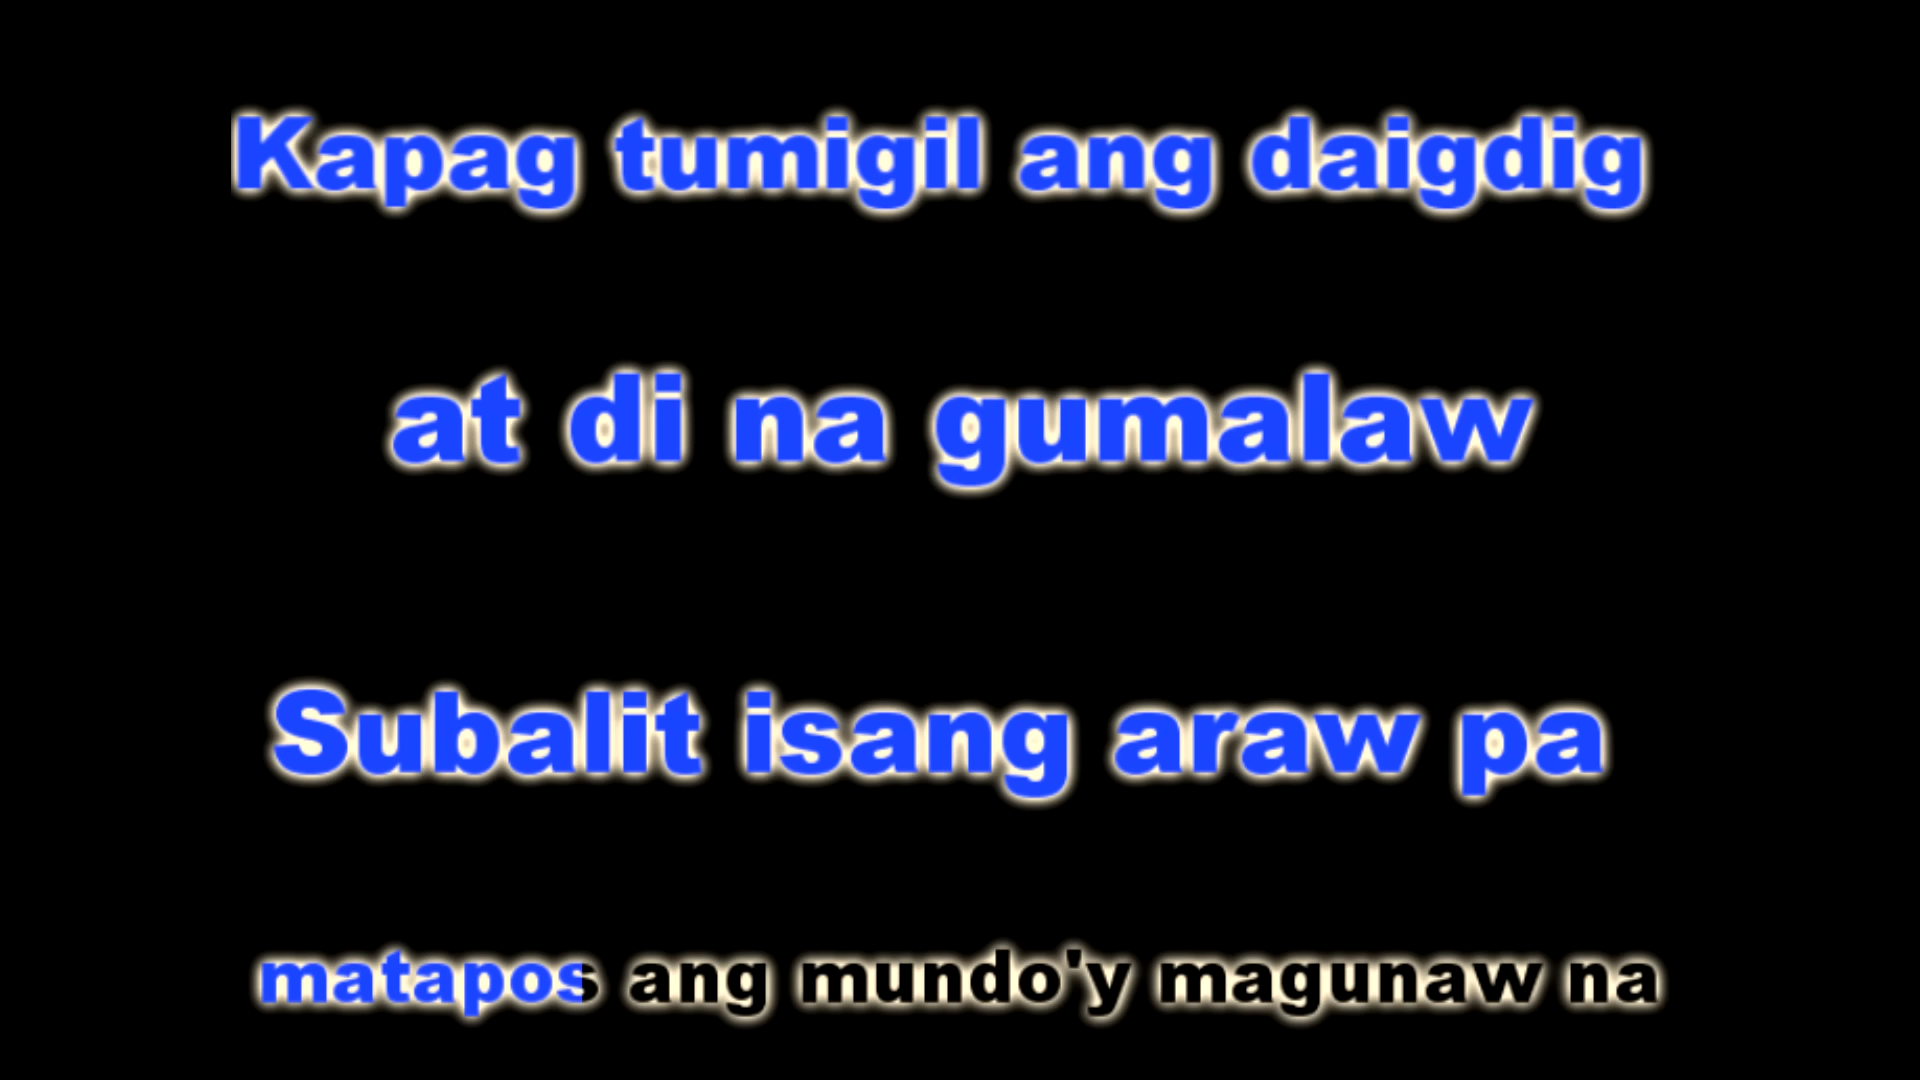 Kapag tumigil ang daigdig
at di na gumalaw
Subalit isang araw pa
matapos ang mundo'y magunaw na